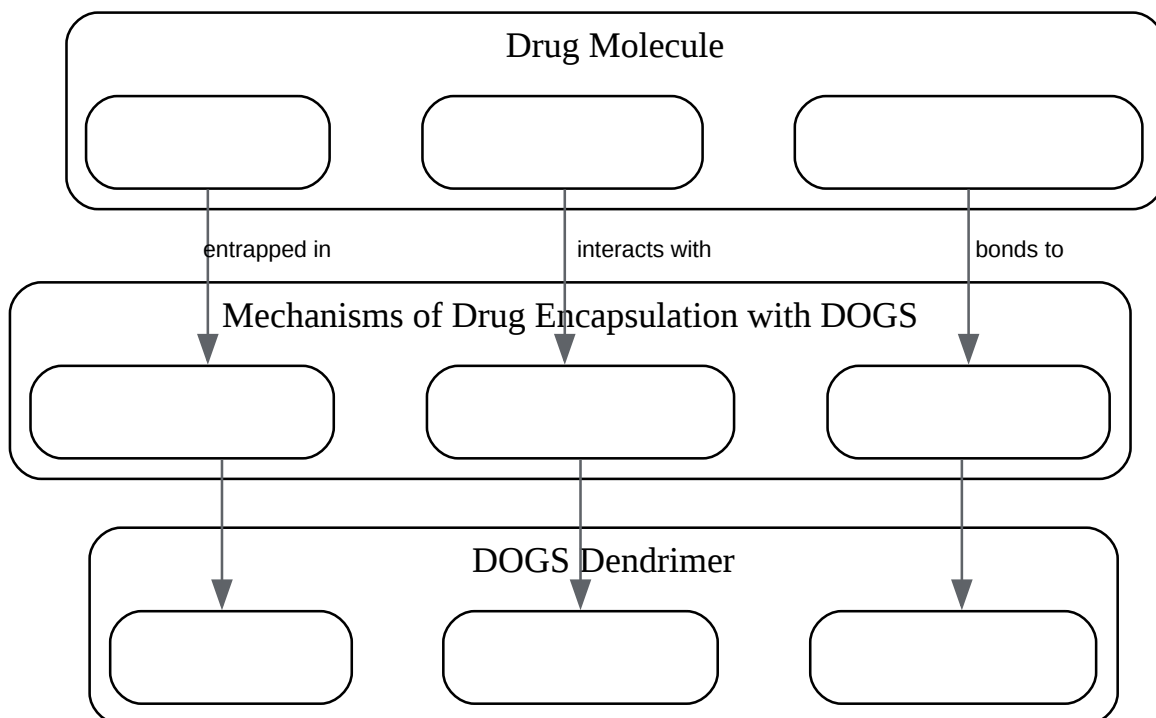 Drug Molecule
entrapped in
interacts with
bonds to
Mechanisms of Drug Encapsulation with DOGS
DOGS Dendrimer